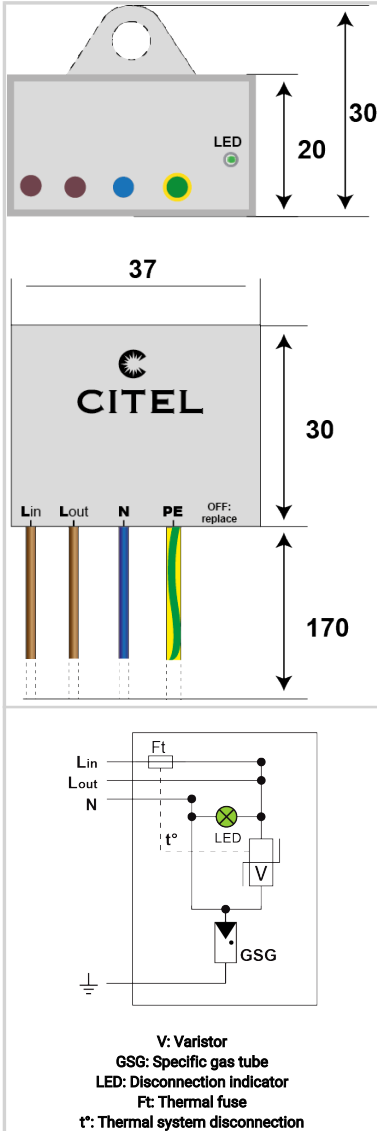 30
LED
20
37
CITEL
30
Lin Lout N PE OFF:
replace
170
Ft
Lin
Lout
N
LED
t°
V
GSG
V: Varistor
GSG: Specific gas tube
LED: Disconnection indicator
Ft: Thermal fuse
t°: Thermal system disconnection